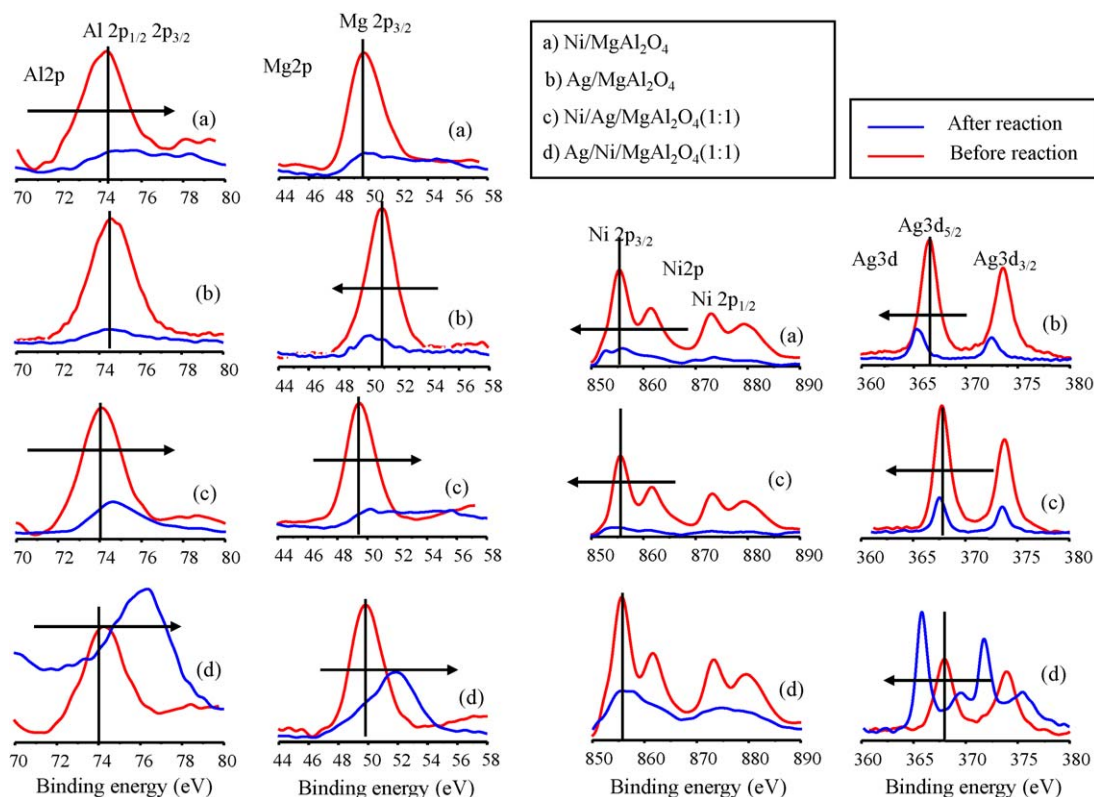 Al 2p1/2 2p3/2
Al2p
(a)
70 72 74 76 78 80
Mg 2p3/2
Mg2p
(a)
44 46 48 50 52 54 56 58
a) Ni/MgAl2O4
b) Ag/MgAl2O4
c) Ni/Ag/MgAl2O4(1:1)
d) Ag/Ni/MgAl2O4(1:1)
After reaction
Before reaction
(b)
70 72 74 76 78 80
(b)
44 46 48 50 52 54 56 58
Ni 2p3/2
Ni2p
Ni 2p1/2
(a)
850 860 870 880 890
Ag3d5/2
Ag3d
Ag3d3/2
(b)
360 365 370 375 380
(c)
70 72 74 76 78 80
(c)
44 46 48 50 52 54 56 58
(c)
850 860 870 880 890
(c)
360 365 370 375 380
(d)
70 72 74 76 78 80
Binding energy (eV)
(d)
44 46 48 50 52 54 56 58
Binding energy (eV)
(d)
850 860 870 880 890
Binding energy (eV)
(d)
360 365 370 375 380
Binding energy (eV)